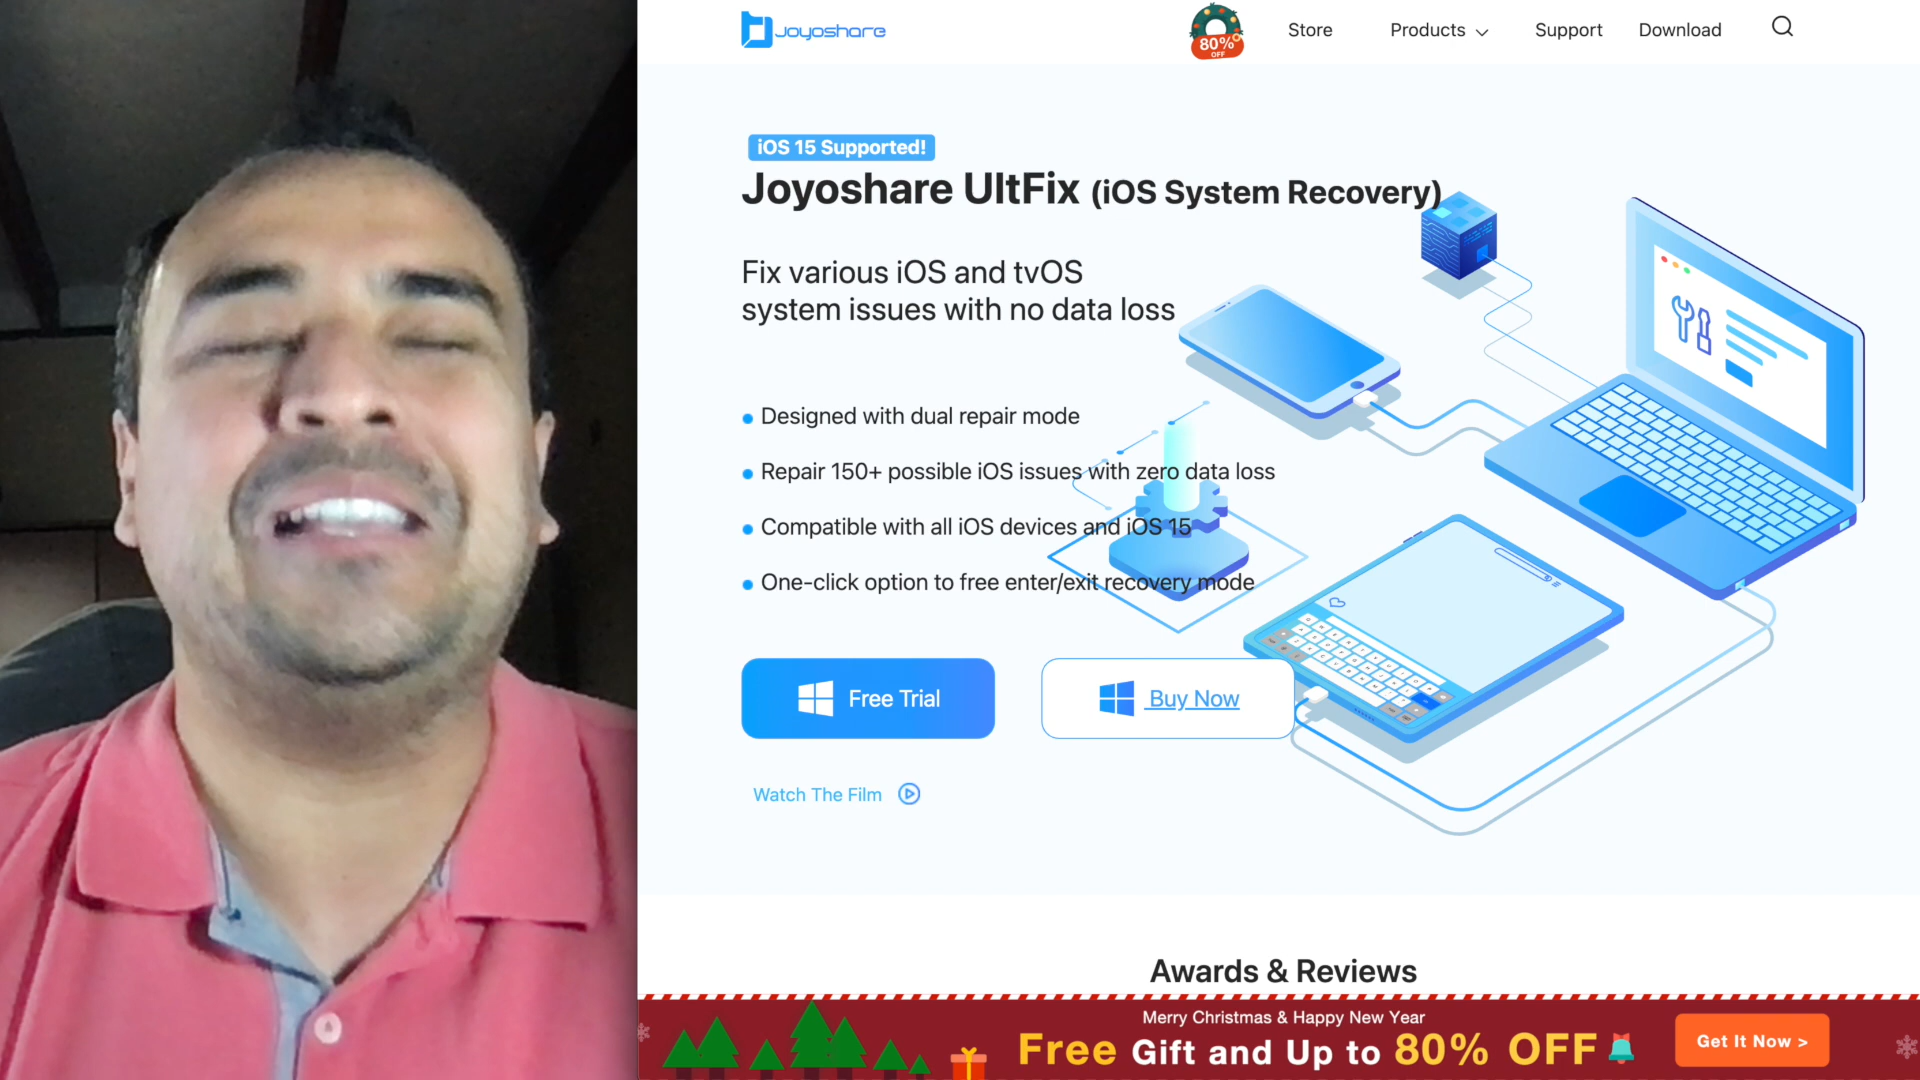 Joyoshare
80%
OFF
Store
Products
Support
Download
iOS 15 Supported!
Joyoshare UltFix (iOS System Recovery)
Fix various iOS and tvOS
system issues with no data loss
Designed with dual repair mode
Repair 150+ possible iOS issues with zero data loss
Compatible with all iOS devices and iOS 15
One-click option to free enter/exit recovery mode
Free Trial
Buy Now
Watch The Film
Awards & Reviews
Merry Christmas & Happy New Year
Free Gift and Up to 80% OFF
Get It Now >